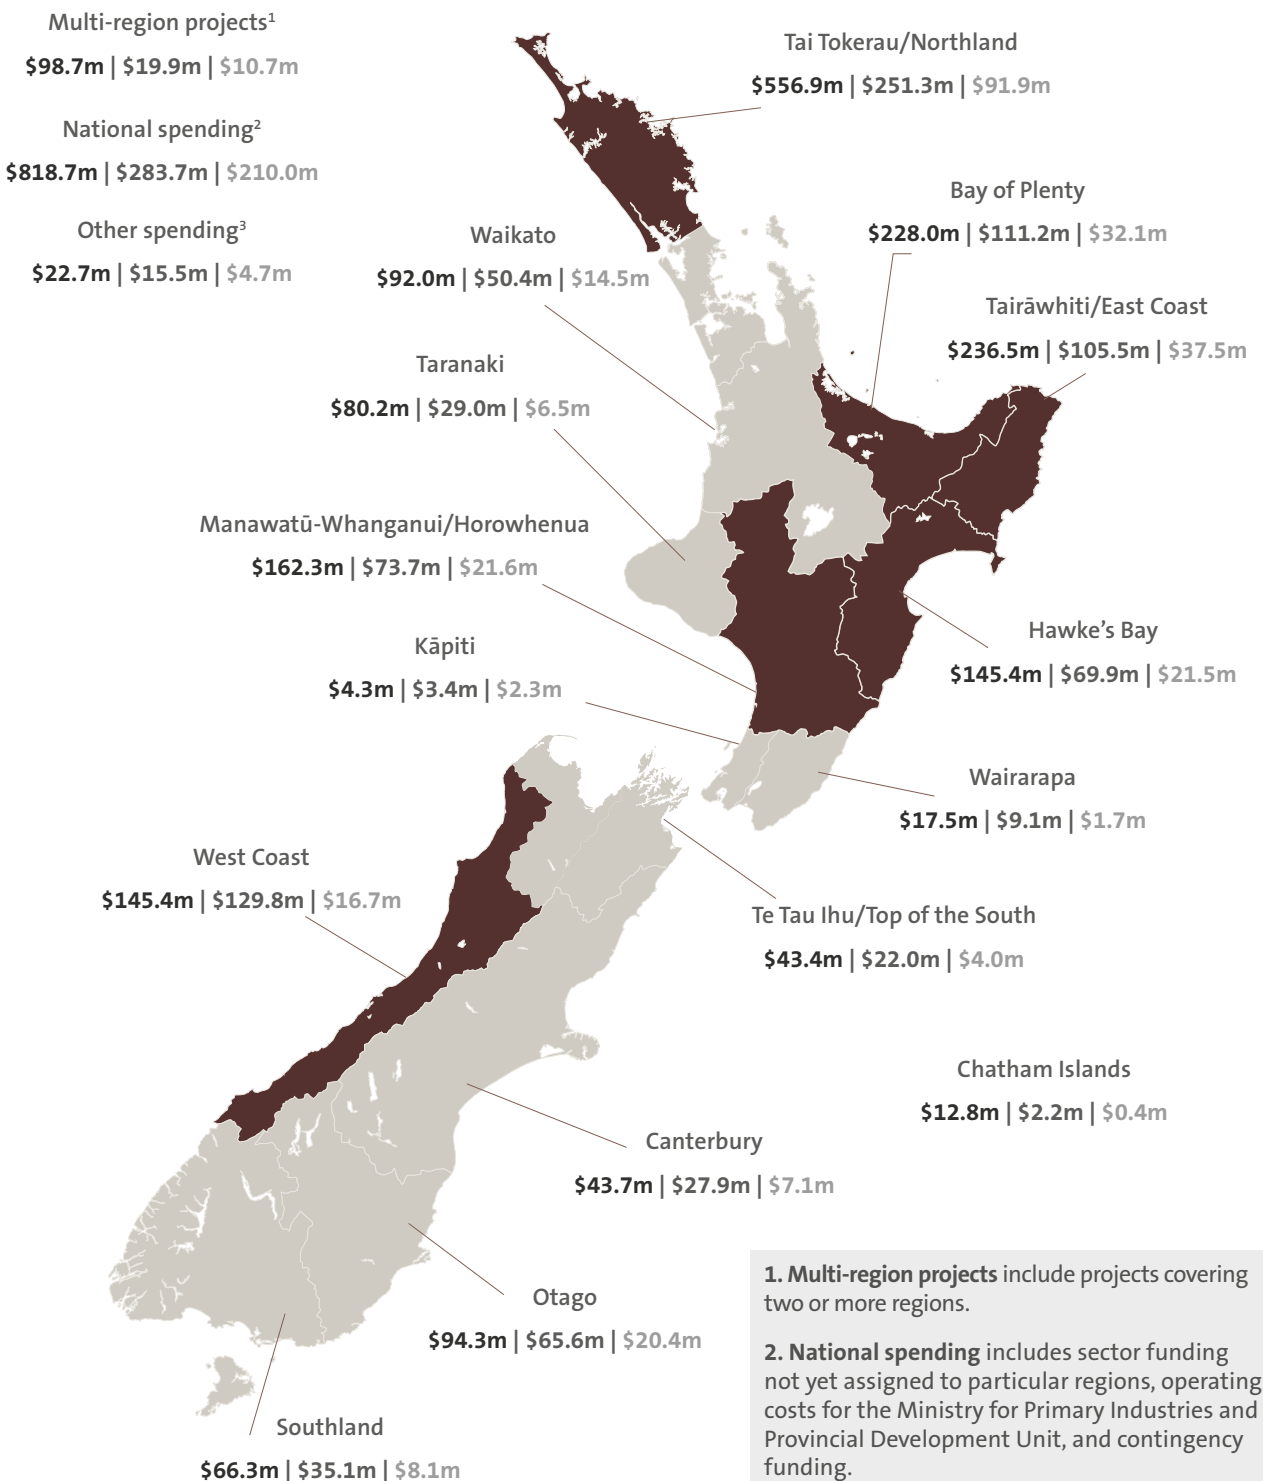 Multi-region projects¹
$98.7m | $19.9m | $10.7m
National spending²
$818.7m | $283.7m | $210.0m
Other spending³
$22.7m | $15.5m | $4.7m
Tai Tokerau/Northland
$556.9m | $251.3m | $91.9m
Bay of Plenty
$228.0m | $111.2m | $32.1m
Waikato
$92.0m | $50.4m | $14.5m
Tairāwhiti/East Coast
$236.5m | $105.5m | $37.5m
Taranaki
$80.2m | $29.0m | $6.5m
Manawatū-Whanganui/Horowhenua
$162.3m | $73.7m | $21.6m
Hawke's Bay
$145.4m | $69.9m | $21.5m
Kāpiti
$4.3m | $3.4m | $2.3m
Wairarapa
$17.5m | $9.1m | $1.7m
West Coast
$145.4m | $129.8m | $16.7m
Te Tau Ihu/Top of the South
$43.4m | $22.0m | $4.0m
Chatham Islands
$12.8m | $2.2m | $0.4m
Canterbury
$43.7m | $27.9m | $7.1m
Otago
$94.3m | $65.6m | $20.4m
Southland
$66.3m | $35.1m | $8.1m
1. Multi-region projects include projects covering
two or more regions.
2. National spending includes sector funding
not yet assigned to particular regions, operating
costs for the Ministry for Primary Industries and
Provincial Development Unit, and contingency
funding.